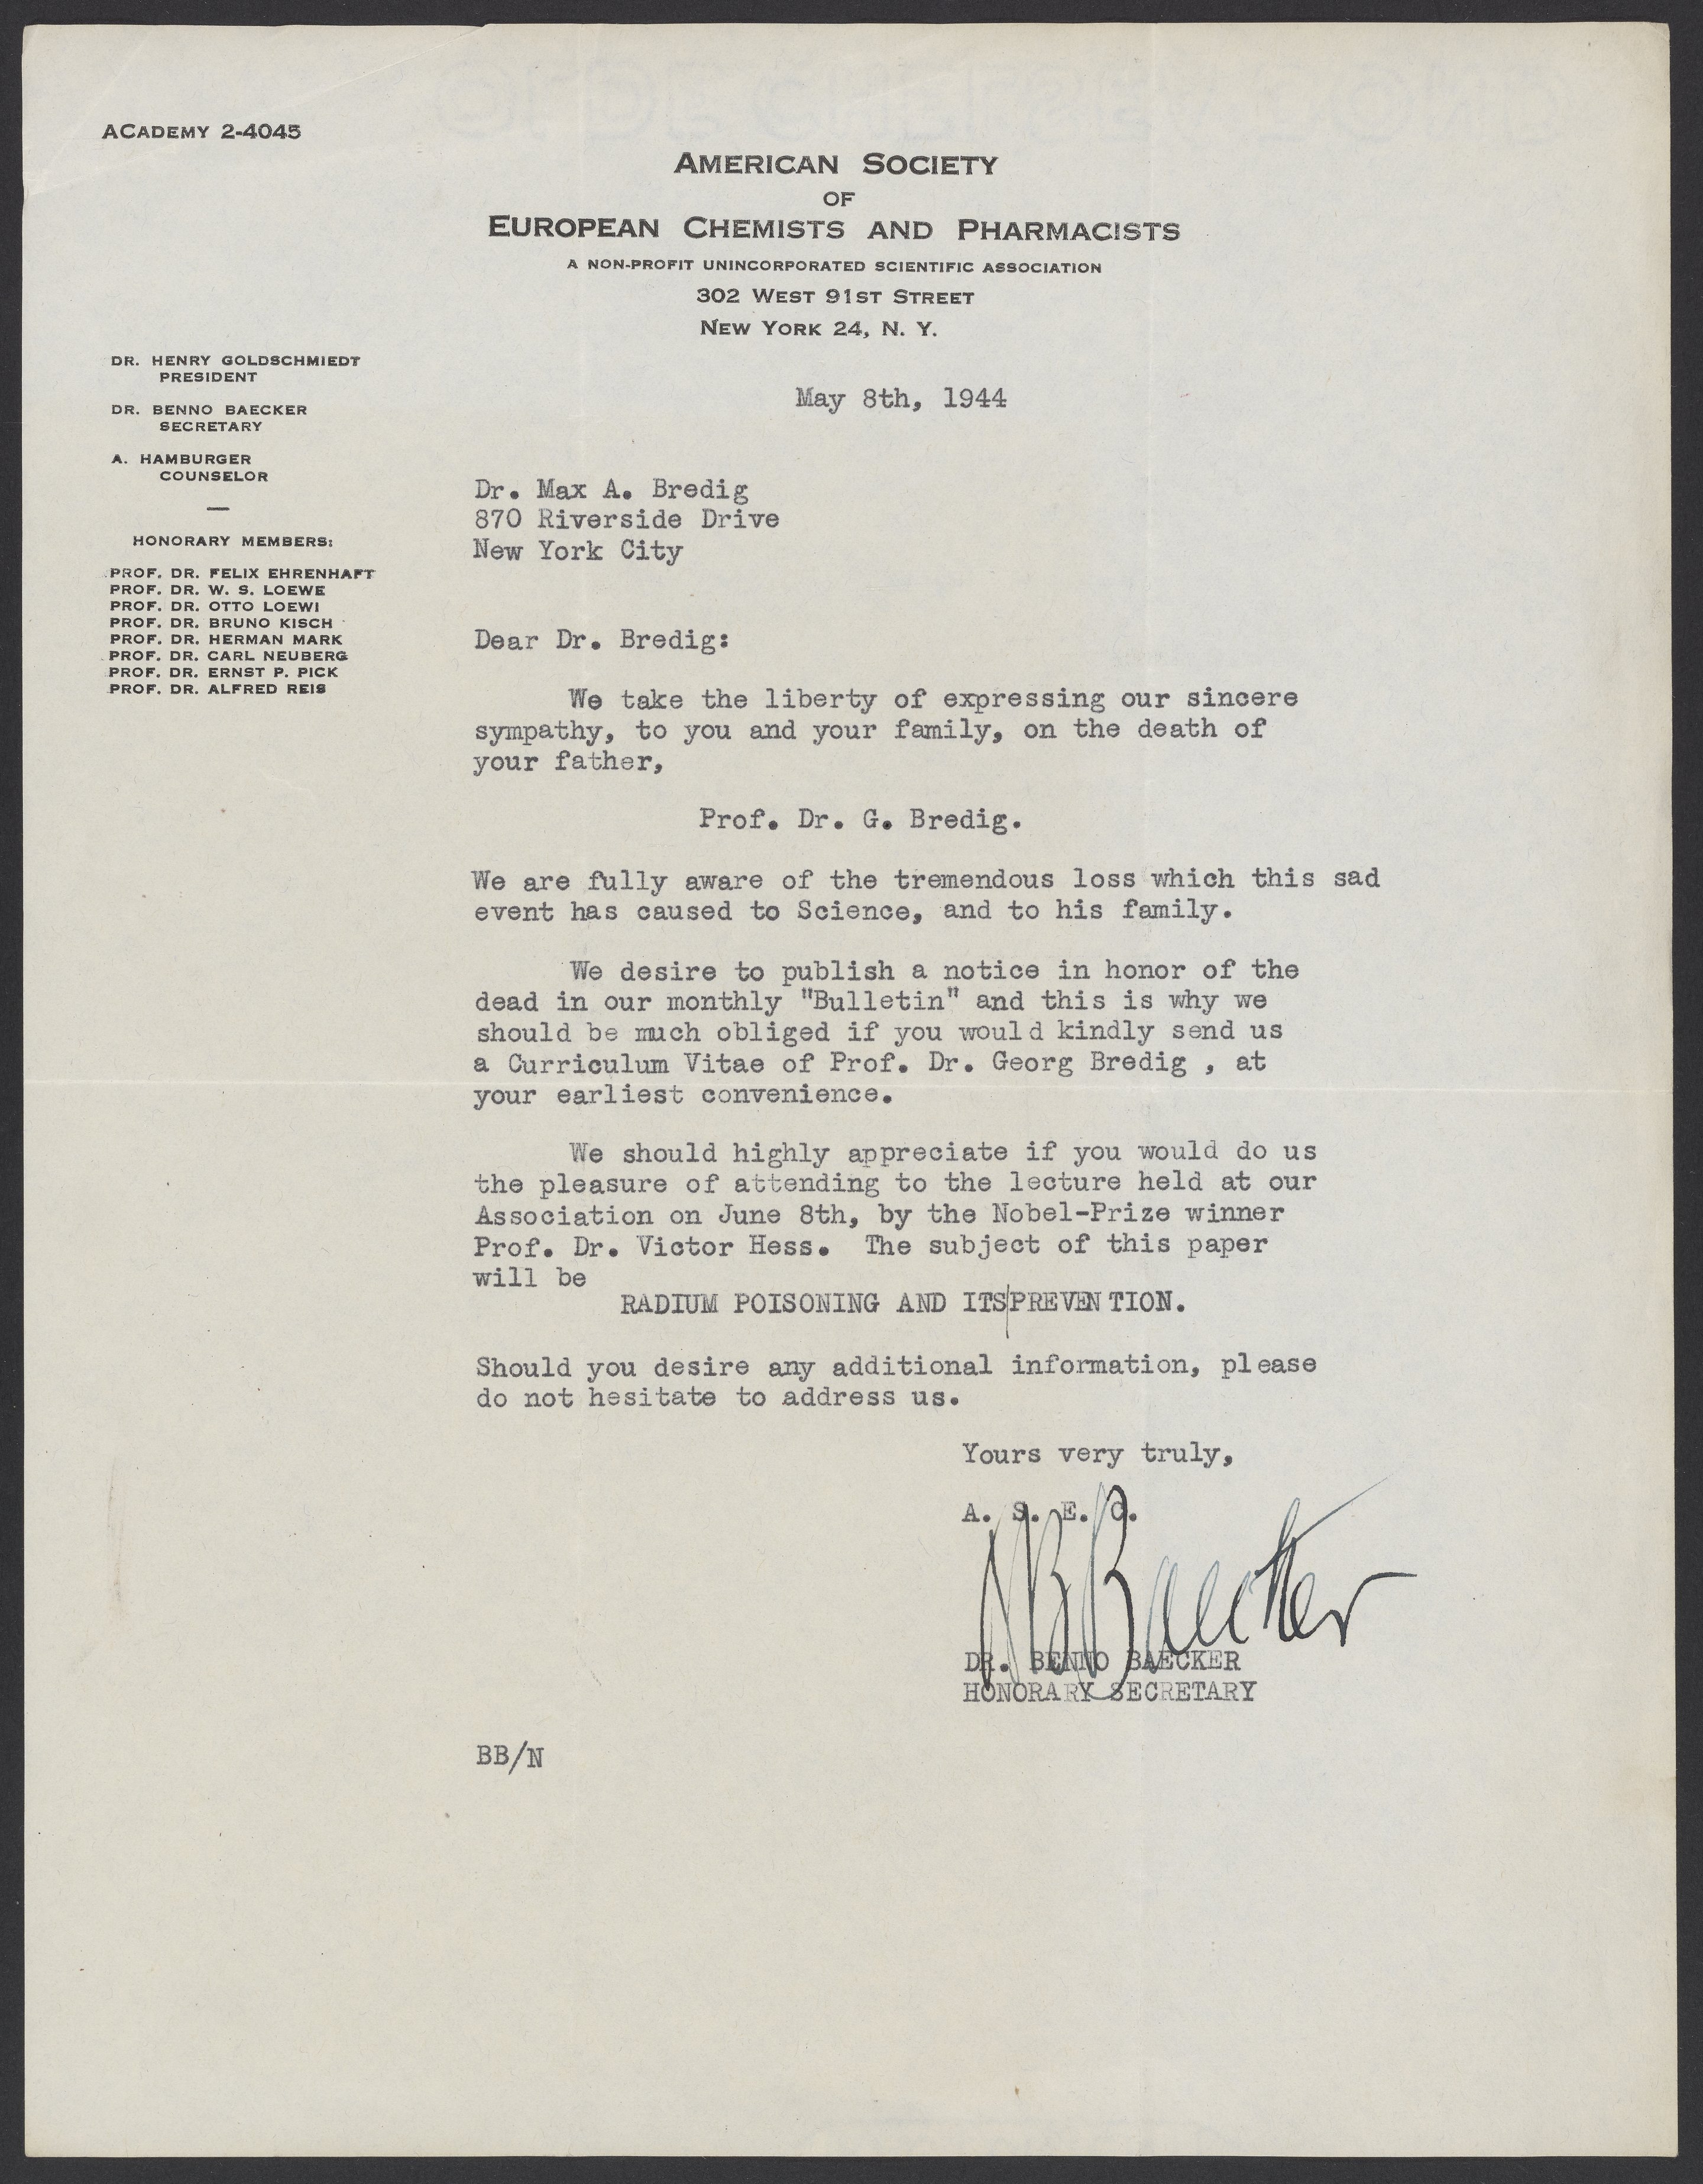 ACADEMY 2-4045
AMERICAN SOCIETY
OF
EUROPEAN CHEMISTS AND PHARMACISTS
A NON-PROFIT UNINCORPORATED SCIENTIFIC ASSOCIATION
302 WEST 91ST STREET
NEW YORK 24, N. Y.
DR. HENRY GOLDSCHMIEDT
PRESIDENT
DR. BENNO BAECKER
SECRETARY
A. HAMBURGER
COUNSELOR
HONORARY MEMBERS:
PROF. DR. FELIX EHRENHAFT
PROF. DR. W. S. LOEWE
PROF. DR. OTTO LOEWI
PROF. DR. BRUNO KISCH
PROF. DR. HERMAN MARK
PROF. DR. CARL NEUBERG
PROF. DR. ERNST P. PICK
PROF. DR. ALFRED REIS
May 8th, 1944
Dr. Max A. Bredig
870 Riverside Drive
New York City
Dear Dr. Bredig:
We take the liberty of expressing our sincere
sympathy, to you and your family, on the death of
your father,
Prof. Dr. G. Bredig.
We are fully aware of the tremendous loss which this sad
event has caused to Science, and to his family.
We desire to publish a notice in honor of the
dead in our monthly "Bulletin" and this is why we
should be much obliged if you would kindly send us
a Curriculum Vitae of Prof. Dr. Georg Bredig , at
your earliest convenience.
We should highly appreciate if you would do us
the pleasure of attending to the lecture held at our
Association on June 8th, by the Nobel-Prize winner
Prof. Dr. Victor Hess. The subject of this paper
will be
RADIUM POISONING AND ITS|PREVENTION.
Should you desire any additional information, please
do not hesitate to address us.
Yours very truly,
A. S. E. C.
B Baecker
DR. BENNO BAECKER
HONORARY SECRETARY
BB/N